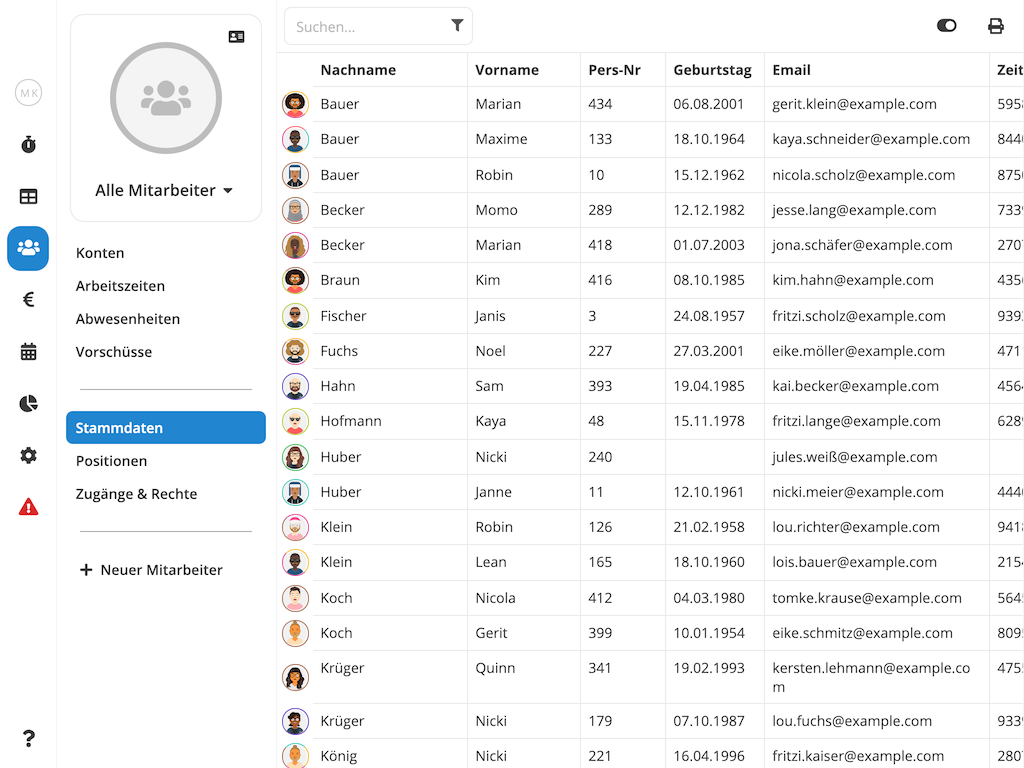 MK
Alle Mitarbeiter
Konten
Arbeitszeiten
Abwesenheiten
Vorschüsse
Stammdaten
Positionen
Zugänge & Rechte
+ Neuer Mitarbeiter
Suchen...
Nachname Vorname Pers-Nr Geburtstag Email Zeit
Bauer Marian 434 06.08.2001 gerit.klein@example.com 595
Bauer Maxime 133 18.10.1964 kaya.schneider@example.com 844
Bauer Robin 10 15.12.1962 nicola.scholz@example.com 875
Becker Momo 289 12.12.1982 jesse.lang@example.com 733
Becker Marian 418 01.07.2003 jona.schäfer@example.com 270
Braun Kim 416 08.10.1985 kim.hahn@example.com 435
Fischer Janis 3 24.08.1957 fritzi.scholz@example.com 939
Fuchs Noel 227 27.03.2001 eike.möller@example.com 471
Hahn Sam 393 19.04.1985 kai.becker@example.com 456
Hofmann Kaya 48 15.11.1978 fritzi.lange@example.com 628
Huber Nicki 240 jules.weiß@example.com
Huber Janne 11 12.10.1961 nicki.meier@example.com 444
Klein Robin 126 21.02.1958 lou.richter@example.com 941
Klein Lean 165 18.10.1960 lois.bauer@example.com 215
Koch Nicola 412 04.03.1980 tomke.krause@example.com 564
Koch Gerit 399 10.01.1954 eike.schmitz@example.com 809
Krüger Quinn 341 19.02.1993 kersten.lehmann@example.co 475
m
Krüger Nicki 179 07.10.1987 lou.fuchs@example.com 933
König Nicki 221 16.04.1996 fritzi.kaiser@example.com 280